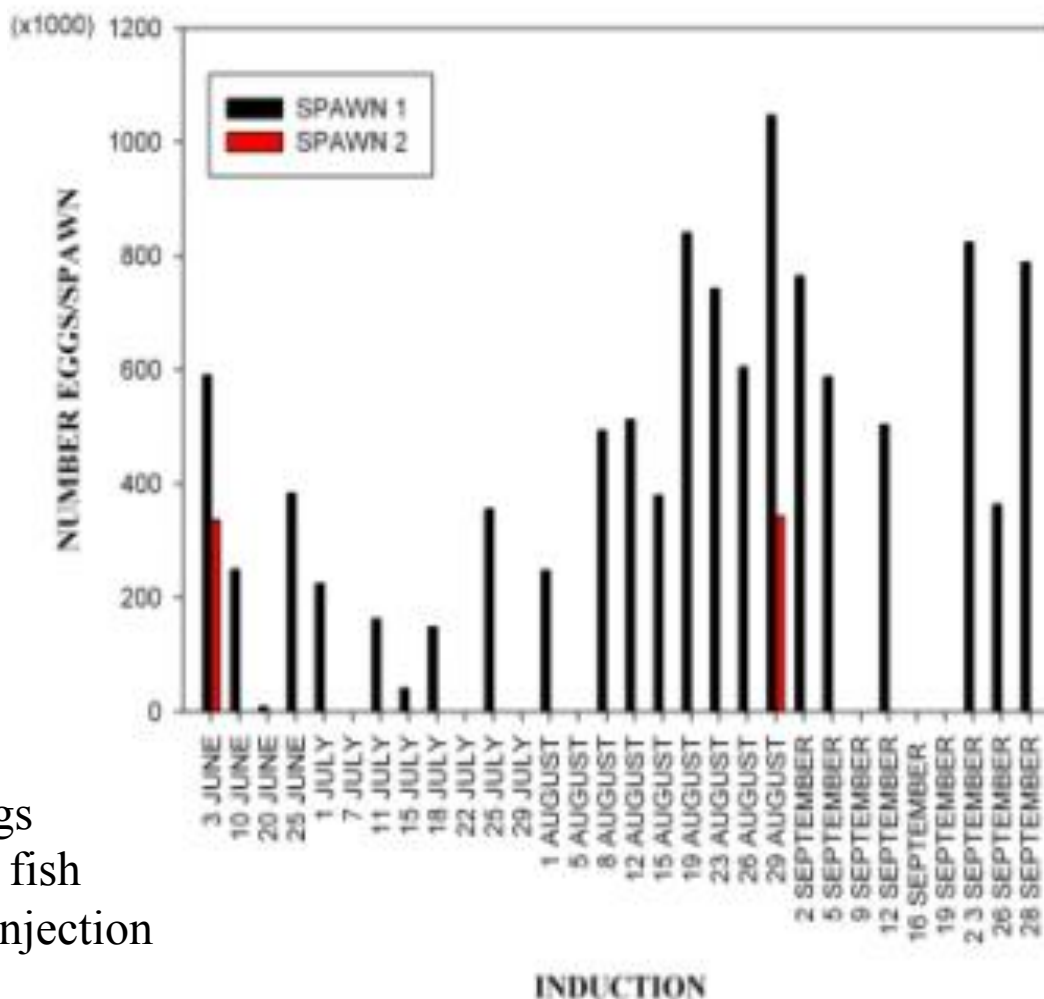 (x1000)
1200
1000
800
600
400
200
0
NUMBER EGGS/SPAWN
SPAWN 1
SPAWN 2
3 JUNE
10 JUNE
20 JUNE
25 JUNE
1 JULY
7 JULY
11 JULY
15 JULY
18 JULY
22 JULY
25 JULY
29 JULY
1 AUGUST
5 AUGUST
8 AUGUST
12 AUGUST
15 AUGUST
19 AUGUST
23 AUGUST
26 AUGUST
29 AUGUST
2 SEPTEMBER
5 SEPTEMBER
9 SEPTEMBER
12 SEPTEMBER
16 SEPTEMBER
19 SEPTEMBER
2 3 SEPTEMBER
26 SEPTEMBER
28 SEPTEMBER
INDUCTION
gs
fish
njection